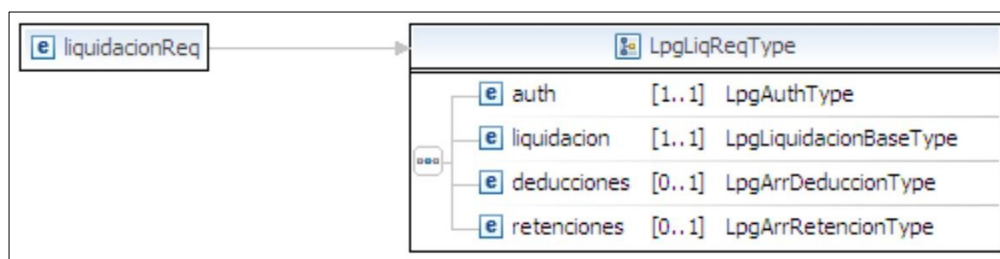 e liquidacionReq
LpgLiqReqType
e auth [1..1] LpgAuthType
e liquidacion [1..1] LpgLiquidacionBaseType
e deducciones [0..1] LpgArrDeduccionType
e retenciones [0..1] LpgArrRetencionType